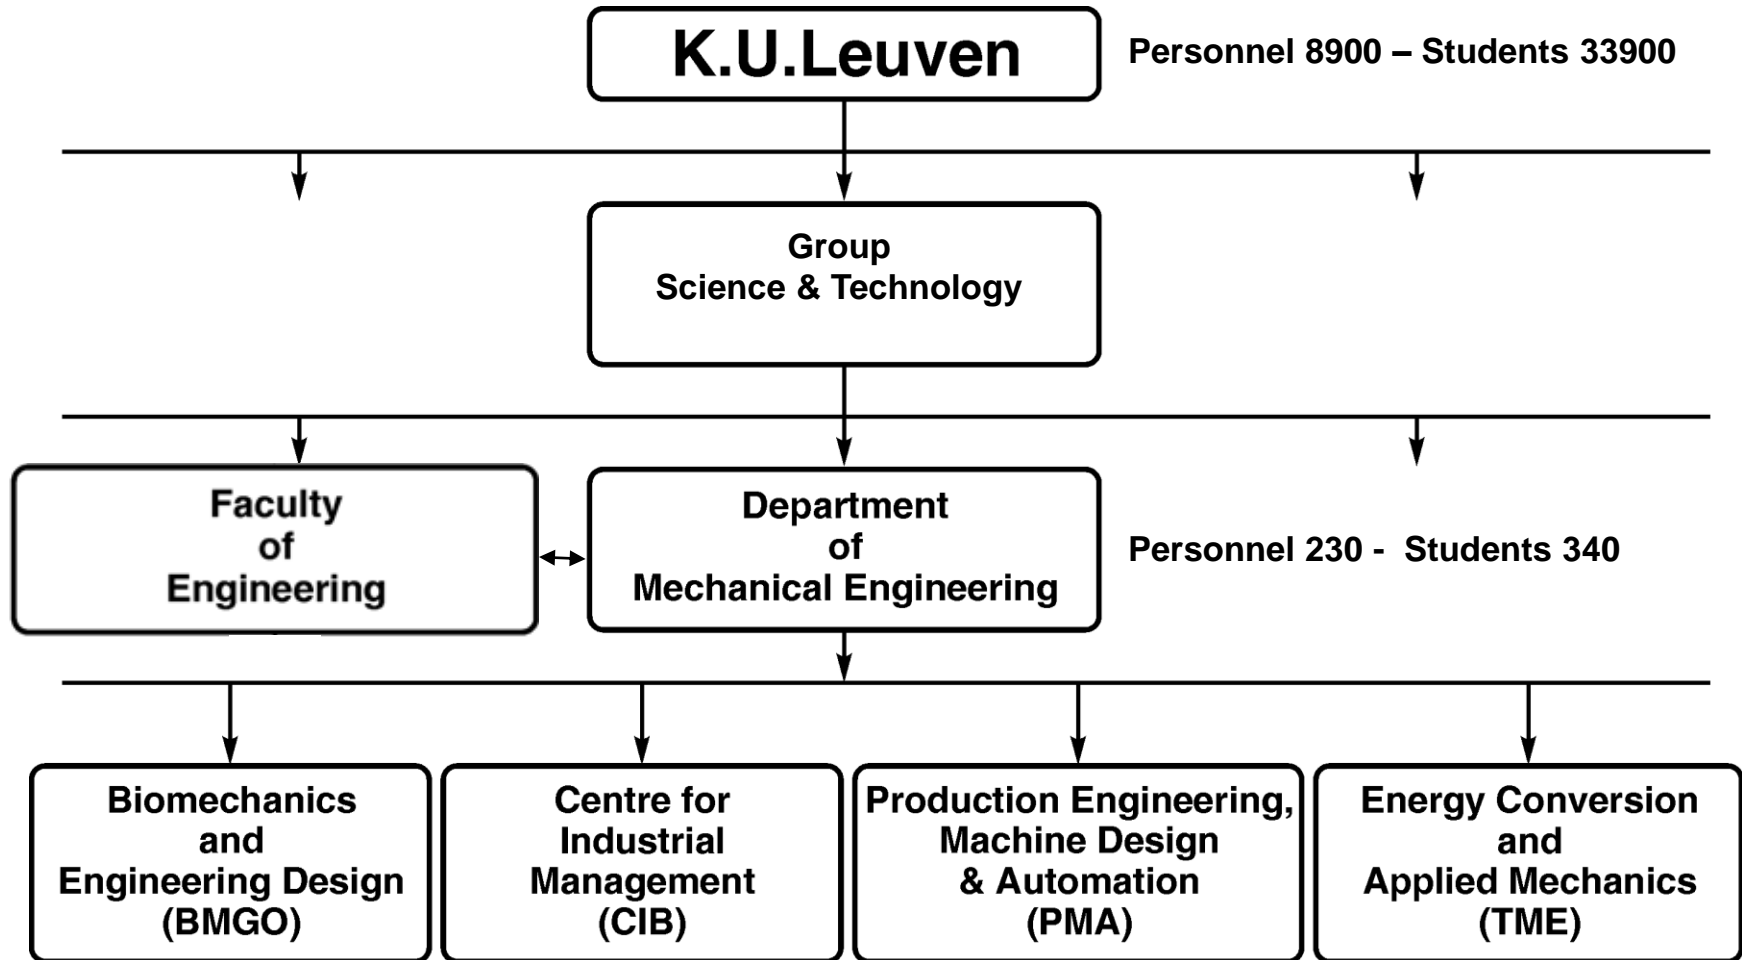 K.U.Leuven
Personnel 8900 – Students 33900
Group
Science & Technology
Faculty
of
Engineering
Department
of
Mechanical Engineering
Personnel 230 - Students 340
Biomechanics
and
Engineering Design
(BMGO)
Centre for
Industrial
Management
(CIB)
Production Engineering,
Machine Design
& Automation
(PMA)
Energy Conversion
and
Applied Mechanics
(TME)